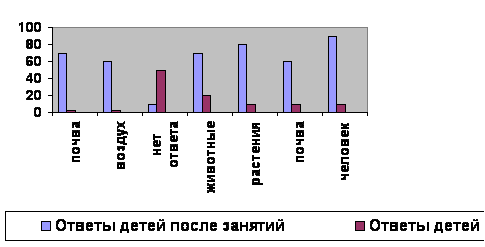 100
80
60
40
20
0
почва
воздух
нет
ответа
животные
растения
почва
человек
Ответы детей после занятий
Ответы детей